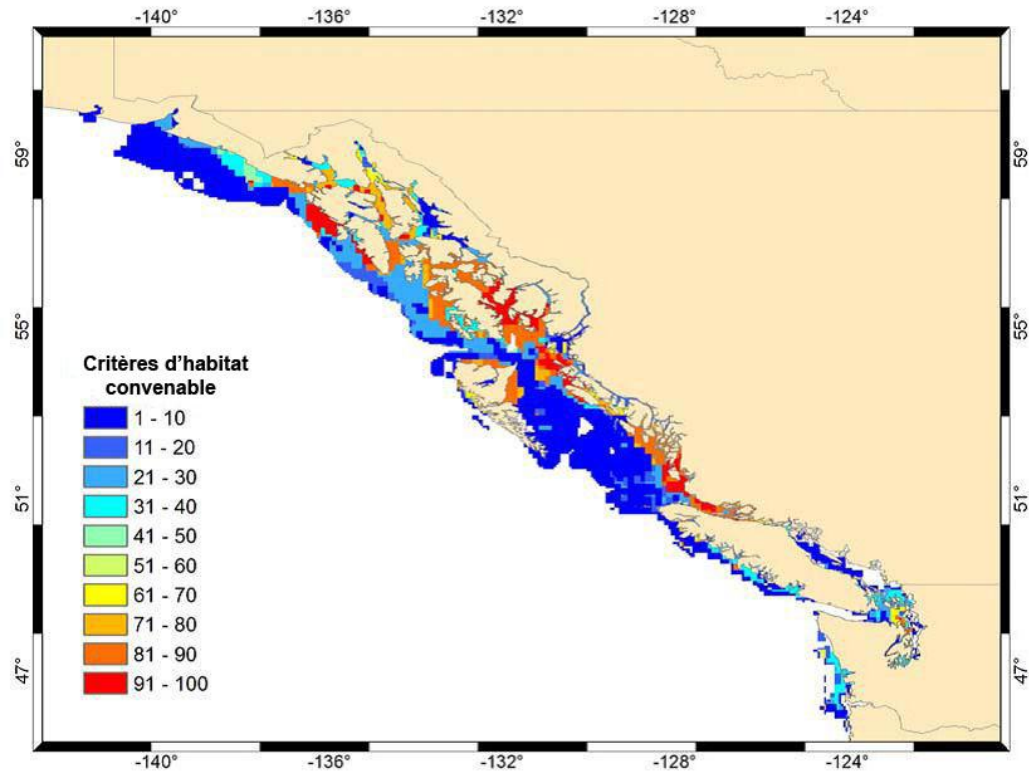 -140° -136° -132° -128° -124°
59° 59°
55° 55°
51° 51°
47° 47°
Critères d'habitat
convenable
1 - 10
11 - 20
21 - 30
31 - 40
41 - 50
51 - 60
61 - 70
71 - 80
81 - 90
91 - 100
-140° -136° -132° -128° -124°